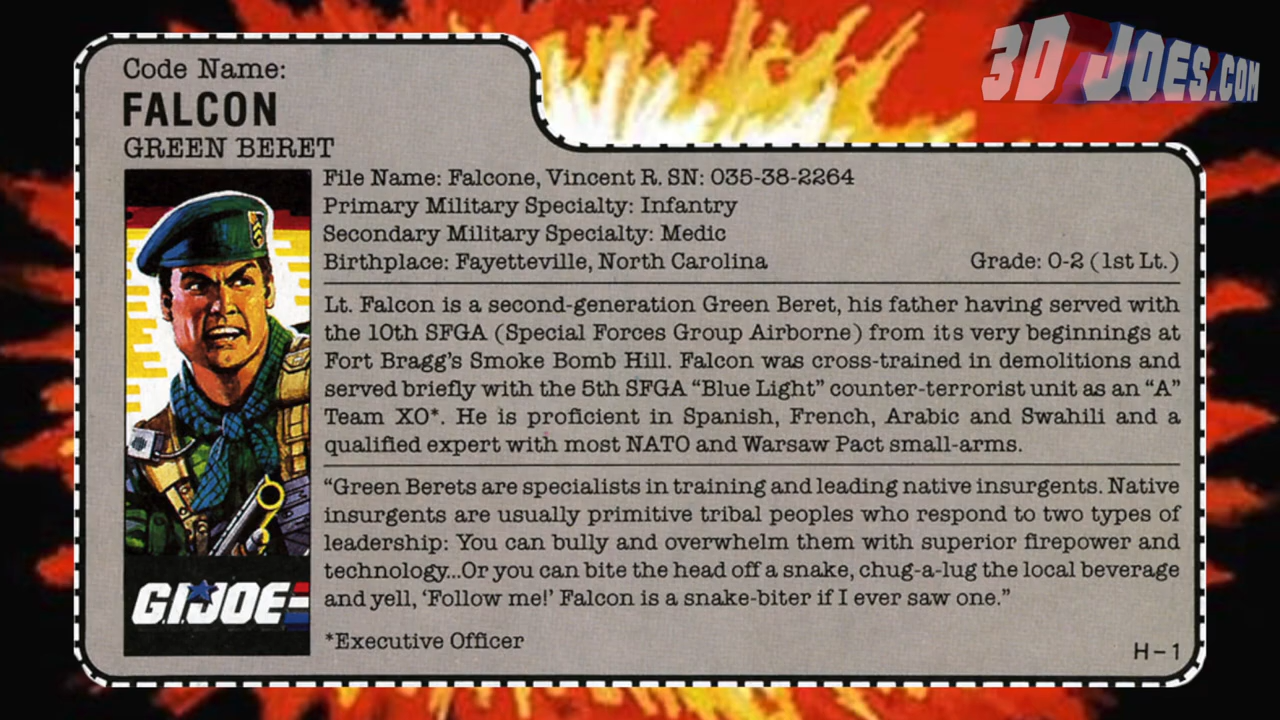 3D JOES.COM
Code Name:
FALCON
GREEN BERET
File Name: Falcone, Vincent R. SN: 035-38-2264
Primary Military Specialty: Infantry
Secondary Military Specialty: Medic
Birthplace: Fayetteville, North Carolina Grade: O-2 (1st Lt.)
Lt. Falcon is a second-generation Green Beret, his father having served with
the 10th SFGA (Special Forces Group Airborne) from its very beginnings at
Fort Bragg's Smoke Bomb Hill. Falcon was cross-trained in demolitions and
served briefly with the 5th SFGA “Blue Light” counter-terrorist unit as an “A”
Team XO*. He is proficient in Spanish, French, Arabic and Swahili and a
qualified expert with most NATO and Warsaw Pact small-arms.
“Green Berets are specialists in training and leading native insurgents. Native
insurgents are usually primitive tribal peoples who respond to two types of
leadership: You can bully and overwhelm them with superior firepower and
technology...Or you can bite the head off a snake, chug-a-lug the local beverage
and yell, ‘Follow me!’ Falcon is a snake-biter if I ever saw one.”
G.I. JOE
*Executive Officer
H-1